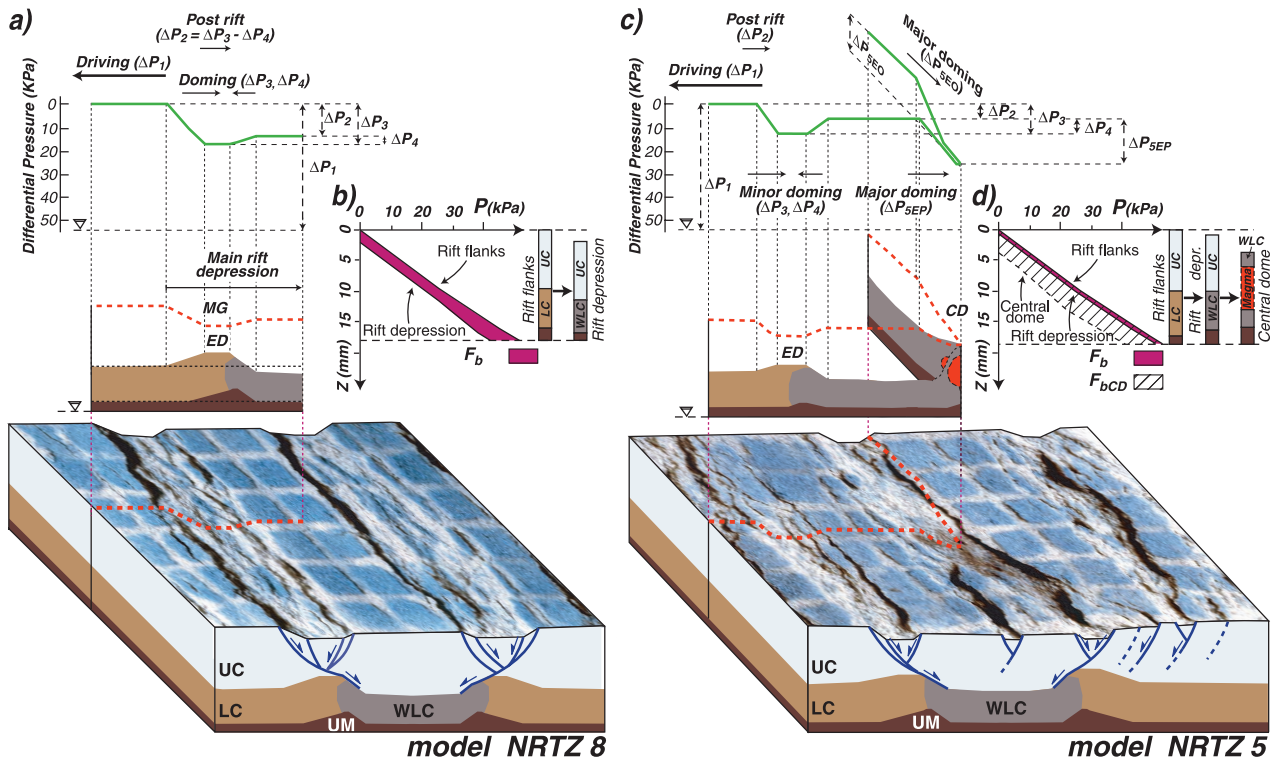 a)
Post rift
(ΔP2 = ΔP3 - ΔP4)
Driving (ΔP1)
Doming (ΔP3, ΔP4)
Differential Pressure (KPa)
0
10
20
30
40
50
ΔP2
ΔP3
ΔP4
ΔP1
Main rift
depression
MG
ED
b)
P(kPa)
0 10 20 30
0
5
10
15
Z (mm)
Rift flanks
Rift depression
Fb
Rift flanks
UC
LC
UC
WLC
Rift depression
UC
LC
WLC
UM
model NRTZ 8
c)
Post rift
(ΔP2)
Driving (ΔP1)
ΔP5EO
Major doming
(ΔP5EO)
Differential Pressure (KPa)
0
10
20
30
40
50
ΔP1
ΔP2
ΔP3
ΔP4
ΔP5EP
Minor doming
(ΔP3, ΔP4)
Major doming
(ΔP5EP)
CD
ED
d)
P(kPa)
0 10 20 30 40
0
5
10
15
Z (mm)
Rift flanks
Central
dome
Rift depression
Fb
FbCD
Rift flanks
UC
LC
Rift depr.
UC
WLC
WLC
Magma
Central dome
UC
LC
WLC
UM
model NRTZ 5